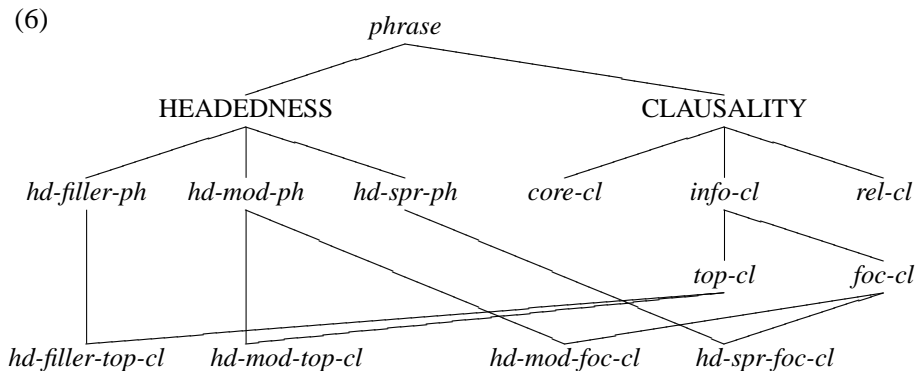 (6)
phrase
HEADEDNESS CLAUSALITY
hd-filler-ph hd-mod-ph hd-spr-ph core-cl info-cl rel-cl
top-cl foc-cl
hd-filler-top-cl hd-mod-top-cl hd-mod-foc-cl hd-spr-foc-cl